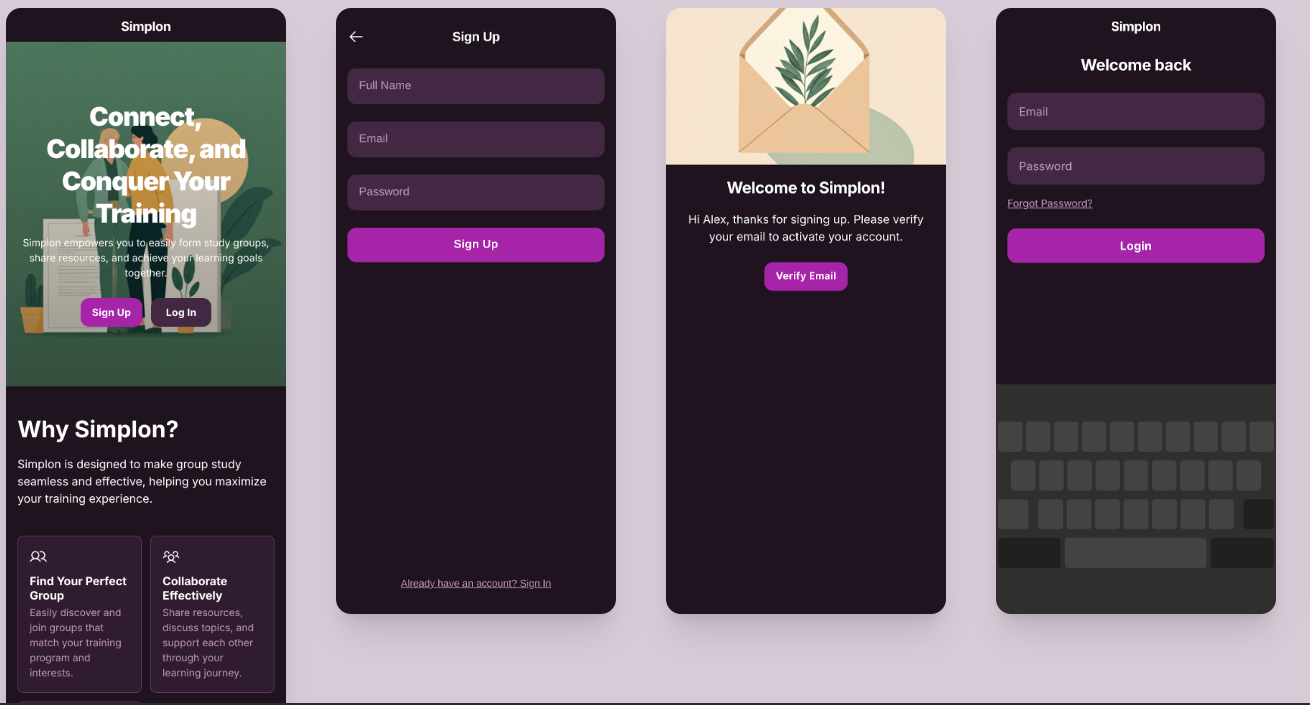 Simplon
Connect,
Collaborate, and
Conquer Your
Training
Simplon empowers you to easily form study groups,
share resources, and achieve your learning goals
together.
Sign Up
Log In
Why Simplon?
Simplon is designed to make group study
seamless and effective, helping you maximize
your training experience.
Find Your Perfect
Group
Easily discover and
join groups that
match your training
program and
interests.
Collaborate
Effectively
Share resources,
discuss topics, and
support each other
through your
learning journey.
Sign Up
Full Name
Email
Password
Sign Up
Already have an account? Sign In
Welcome to Simplon!
Hi Alex, thanks for signing up. Please verify
your email to activate your account.
Verify Email
Simplon
Welcome back
Email
Password
Forgot Password?
Login